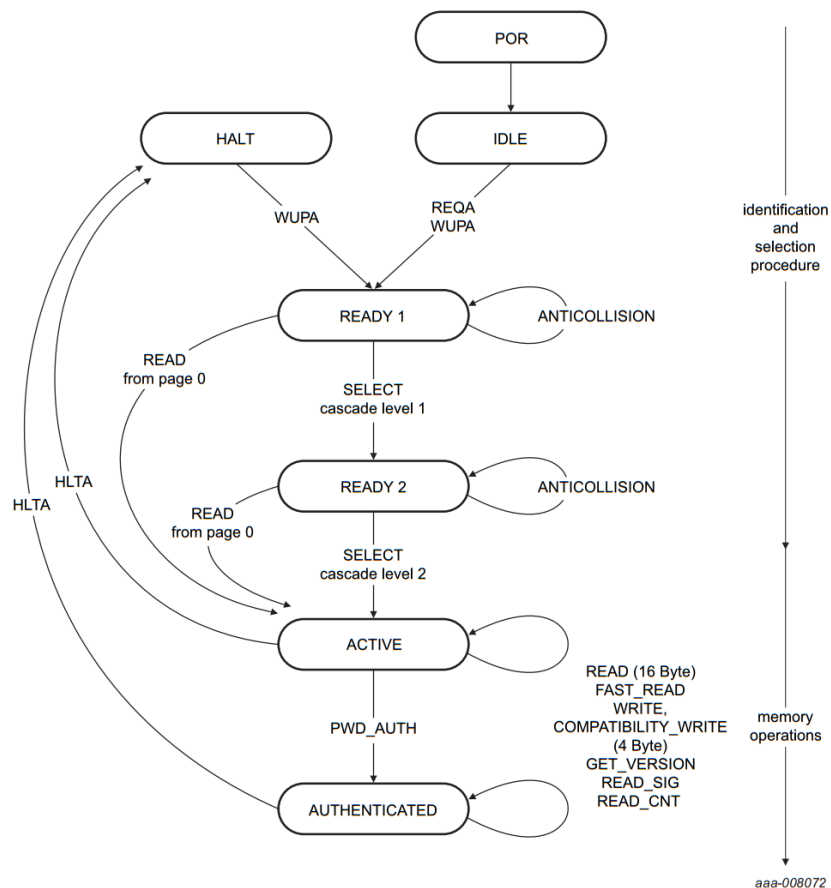 POR
HALT
IDLE
WUPA
REQA
WUPA
identification
and
selection
procedure
READY 1
ANTICOLLISION
READ
from page 0
SELECT
cascade level 1
READY 2
ANTICOLLISION
HLTA
HLTA
READ
from page 0
SELECT
cascade level 2
ACTIVE
READ (16 Byte)
FAST_READ
WRITE,
COMPATIBILITY_WRITE
(4 Byte)
GET_VERSION
READ_SIG
READ_CNT
memory
operations
PWD_AUTH
AUTHENTICATED
aaa-008072